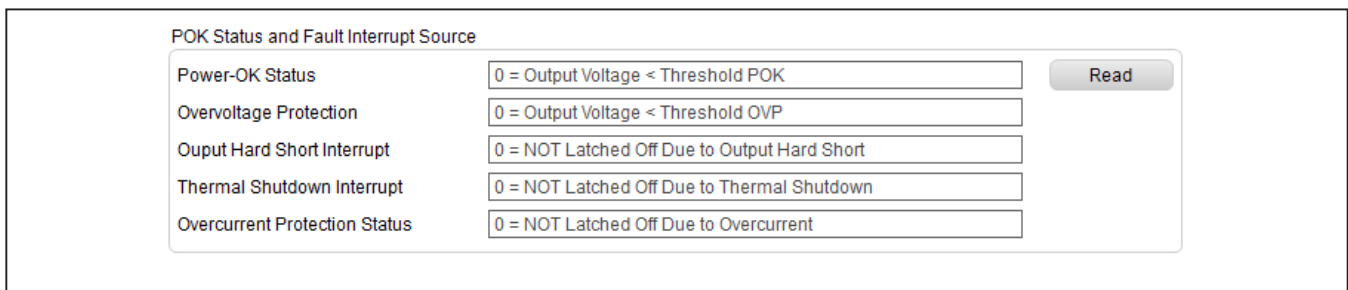 POK Status and Fault Interrupt Source
Power-OK Status 0 = Output Voltage < Threshold POK Read
Overvoltage Protection 0 = Output Voltage < Threshold OVP
Ouput Hard Short Interrupt 0 = NOT Latched Off Due to Output Hard Short
Thermal Shutdown Interrupt 0 = NOT Latched Off Due to Thermal Shutdown
Overcurrent Protection Status 0 = NOT Latched Off Due to Overcurrent